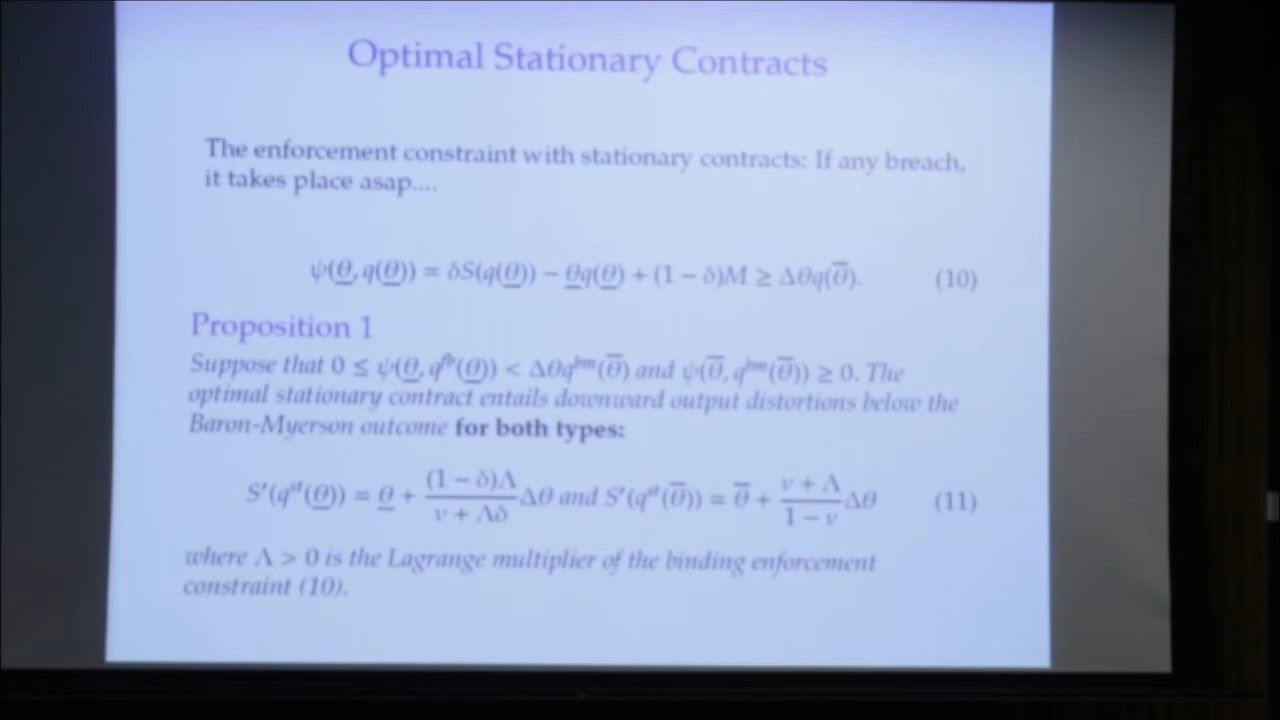 Optimal Stationary Contracts
The enforcement constraint with stationary contracts: If any breach,
it takes place asap....
ψ(θ̲, q(θ̲)) = δS(q(θ̲)) − θ̲q(θ̲) + (1 − δ)M ≥ Δθq(θ̄). (10)
Proposition 1
Suppose that 0 ≤ ψ(θ̲, q^fb(θ̲)) < Δθq^bm(θ̄) and ψ(θ̄, q^bm(θ̄)) ≥ 0. The
optimal stationary contract entails downward output distortions below the
Baron-Myerson outcome for both types:
S′(q^st(θ̲)) = θ̲ + (1 − δ)Λ / (ν + Λδ) Δθ and S′(q^st(θ̄)) = θ̄ + (ν + Λ) / (1 − ν) Δθ (11)
where Λ > 0 is the Lagrange multiplier of the binding enforcement
constraint (10).